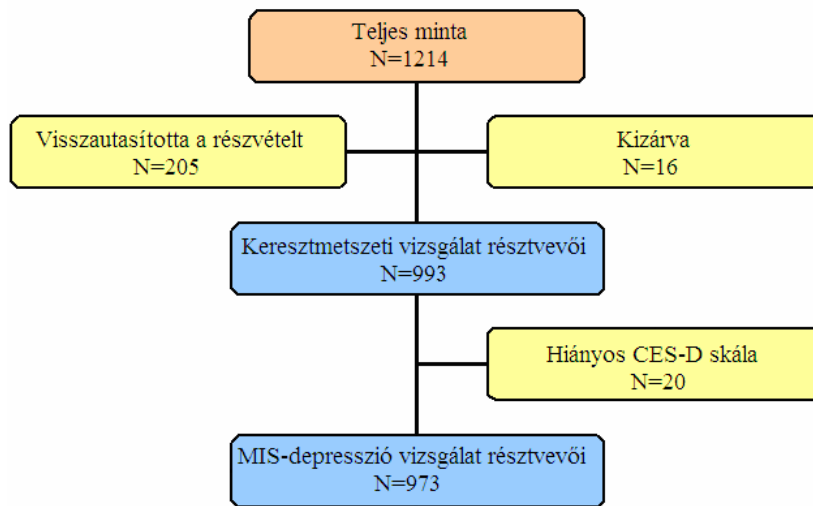 Teljes minta
N=1214
Visszautasította a részvételt
N=205
Kizárva
N=16
Keresztmetszeti vizsgálat résztvevői
N=993
Hiányos CES-D skála
N=20
MIS-depresszió vizsgálat résztvevői
N=973